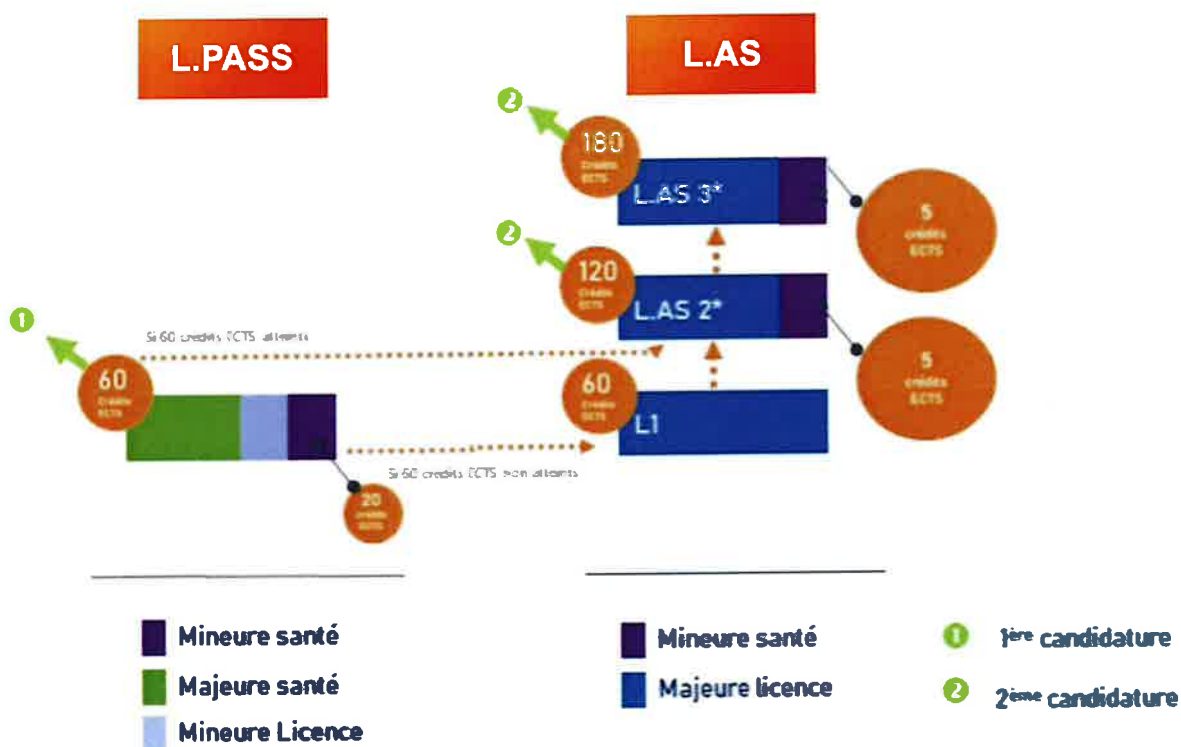 L.PASS
L.AS
2
180
crédits
ECTS
L.AS 3*
5
crédits
ECTS
2
120
crédits
ECTS
L.AS 2*
5
crédits
ECTS
1
Si 60 crédits ECTS atteints
60
crédits
ECTS
60
crédits
ECTS
L1
Si 60 crédits ECTS non atteints
20
crédits
ECTS
Mineure santé
Majeure santé
Mineure Licence
Mineure santé
Majeure licence
1 1ère candidature
2 2ème candidature